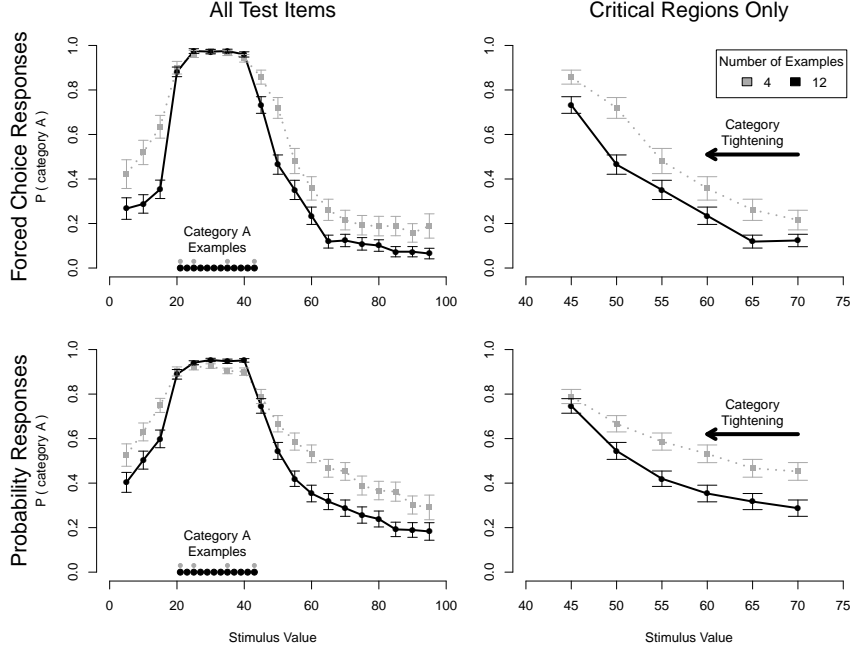 All Test Items
Critical Regions Only
Forced Choice Responses
P ( category A )
0.0 0.2 0.4 0.6 0.8 1.0
Category A
Examples
0 20 40 60 80 100
0.0 0.2 0.4 0.6 0.8 1.0
Number of Examples
4 12
Category
Tightening
40 45 50 55 60 65 70 75
Probability Responses
P ( category A )
0.0 0.2 0.4 0.6 0.8 1.0
Category A
Examples
0 20 40 60 80 100
Stimulus Value
0.0 0.2 0.4 0.6 0.8 1.0
Category
Tightening
40 45 50 55 60 65 70 75
Stimulus Value